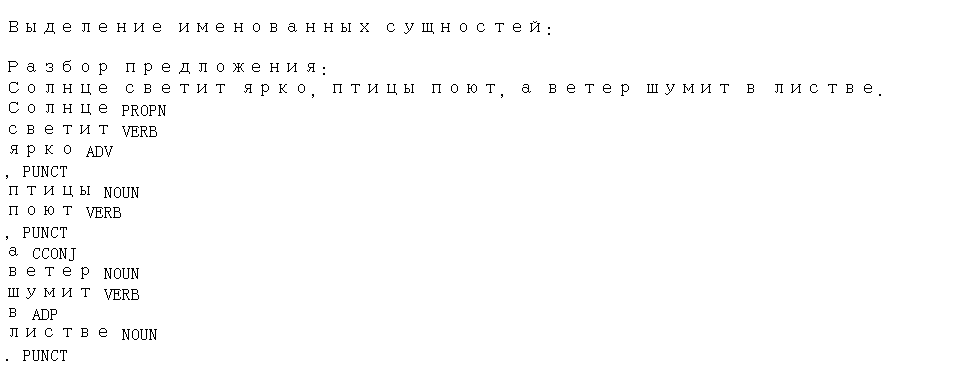 Выделение именованных сущностей:
Разбор предложения:
Солнце светит ярко, птицы поют, а ветер шумит в листве.
Солнце PROPN
светит VERB
ярко ADV
, PUNCT
птицы NOUN
поют VERB
, PUNCT
а CCONJ
ветер NOUN
шумит VERB
в ADP
листве NOUN
. PUNCT